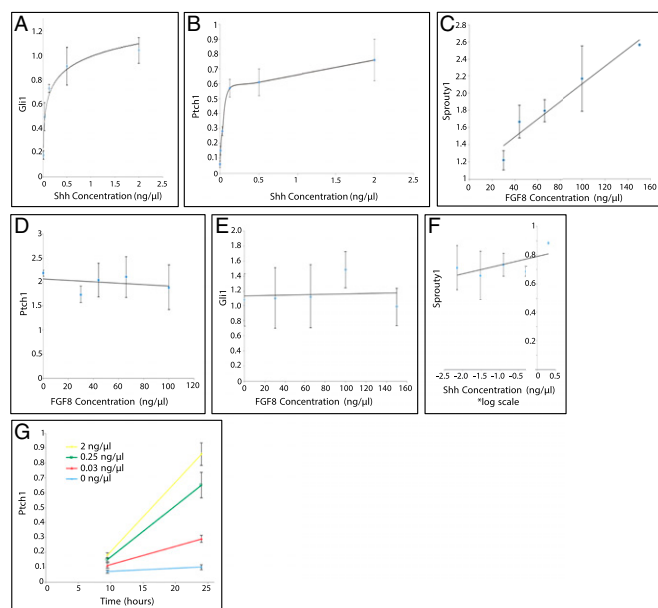 A
Gli1
1.2
1.0
0.8
0.6
0.4
0.2
0
0 0.5 1 1.5 2 2.5
Shh Concentration (ng/µl)
B
Ptch1
1
0.9
0.8
0.7
0.6
0.5
0.4
0.3
0.2
0.1
0
0 0.5 1 1.5 2 2.5
Shh Concentration (ng/µl)
C
Sprouty1
2.8
2.6
2.4
2.2
2
1.8
1.6
1.4
1.2
1
0 20 40 60 80 100 120 140 160
FGF8 Concentration (ng/µl)
D
Ptch1
3
2.5
2
1.5
1
0.5
0
0 20 40 60 80 100 120
FGF8 Concentration (ng/µl)
E
Gli1
2.0
1.8
1.6
1.4
1.2
1.0
0.8
0.6
0.4
0.2
0
0 20 40 60 80 100 120 140 160
FGF8 Concentration (ng/µl)
F
Sprouty1
1
0.8
0.6
0.4
0.2
−2.5 −2 −1.5 −1 −0.5 0 0.5
Shh Concentration (ng/µl)
*log scale
G
Ptch1
1
0.9
0.8
0.7
0.6
0.5
0.4
0.3
0.2
0.1
0
2 ng/µl
0.25 ng/µl
0.03 ng/µl
0 ng/µl
0 5 10 15 20 25
Time (hours)